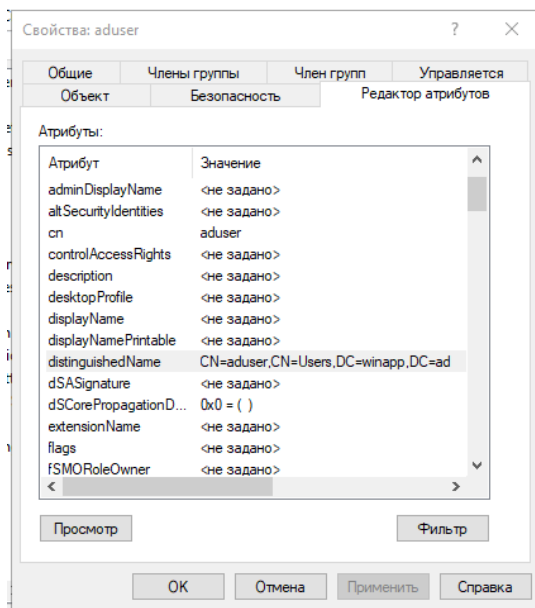 Свойства: aduser
Общие Члены группы Член групп Управляется
Объект Безопасность Редактор атрибутов
Атрибуты:
Атрибут Значение
adminDisplayName <не задано>
altSecurityIdentities <не задано>
cn aduser
controlAccessRights <не задано>
description <не задано>
desktopProfile <не задано>
displayName <не задано>
displayNamePrintable <не задано>
distinguishedName CN=aduser,CN=Users,DC=winapp,DC=ad
dSASignature <не задано>
dSCorePropagationD... 0x0 = ( )
extensionName <не задано>
flags <не задано>
fSMORoleOwner <не задано>
Просмотр Фильтр
OK Отмена Применить Справка